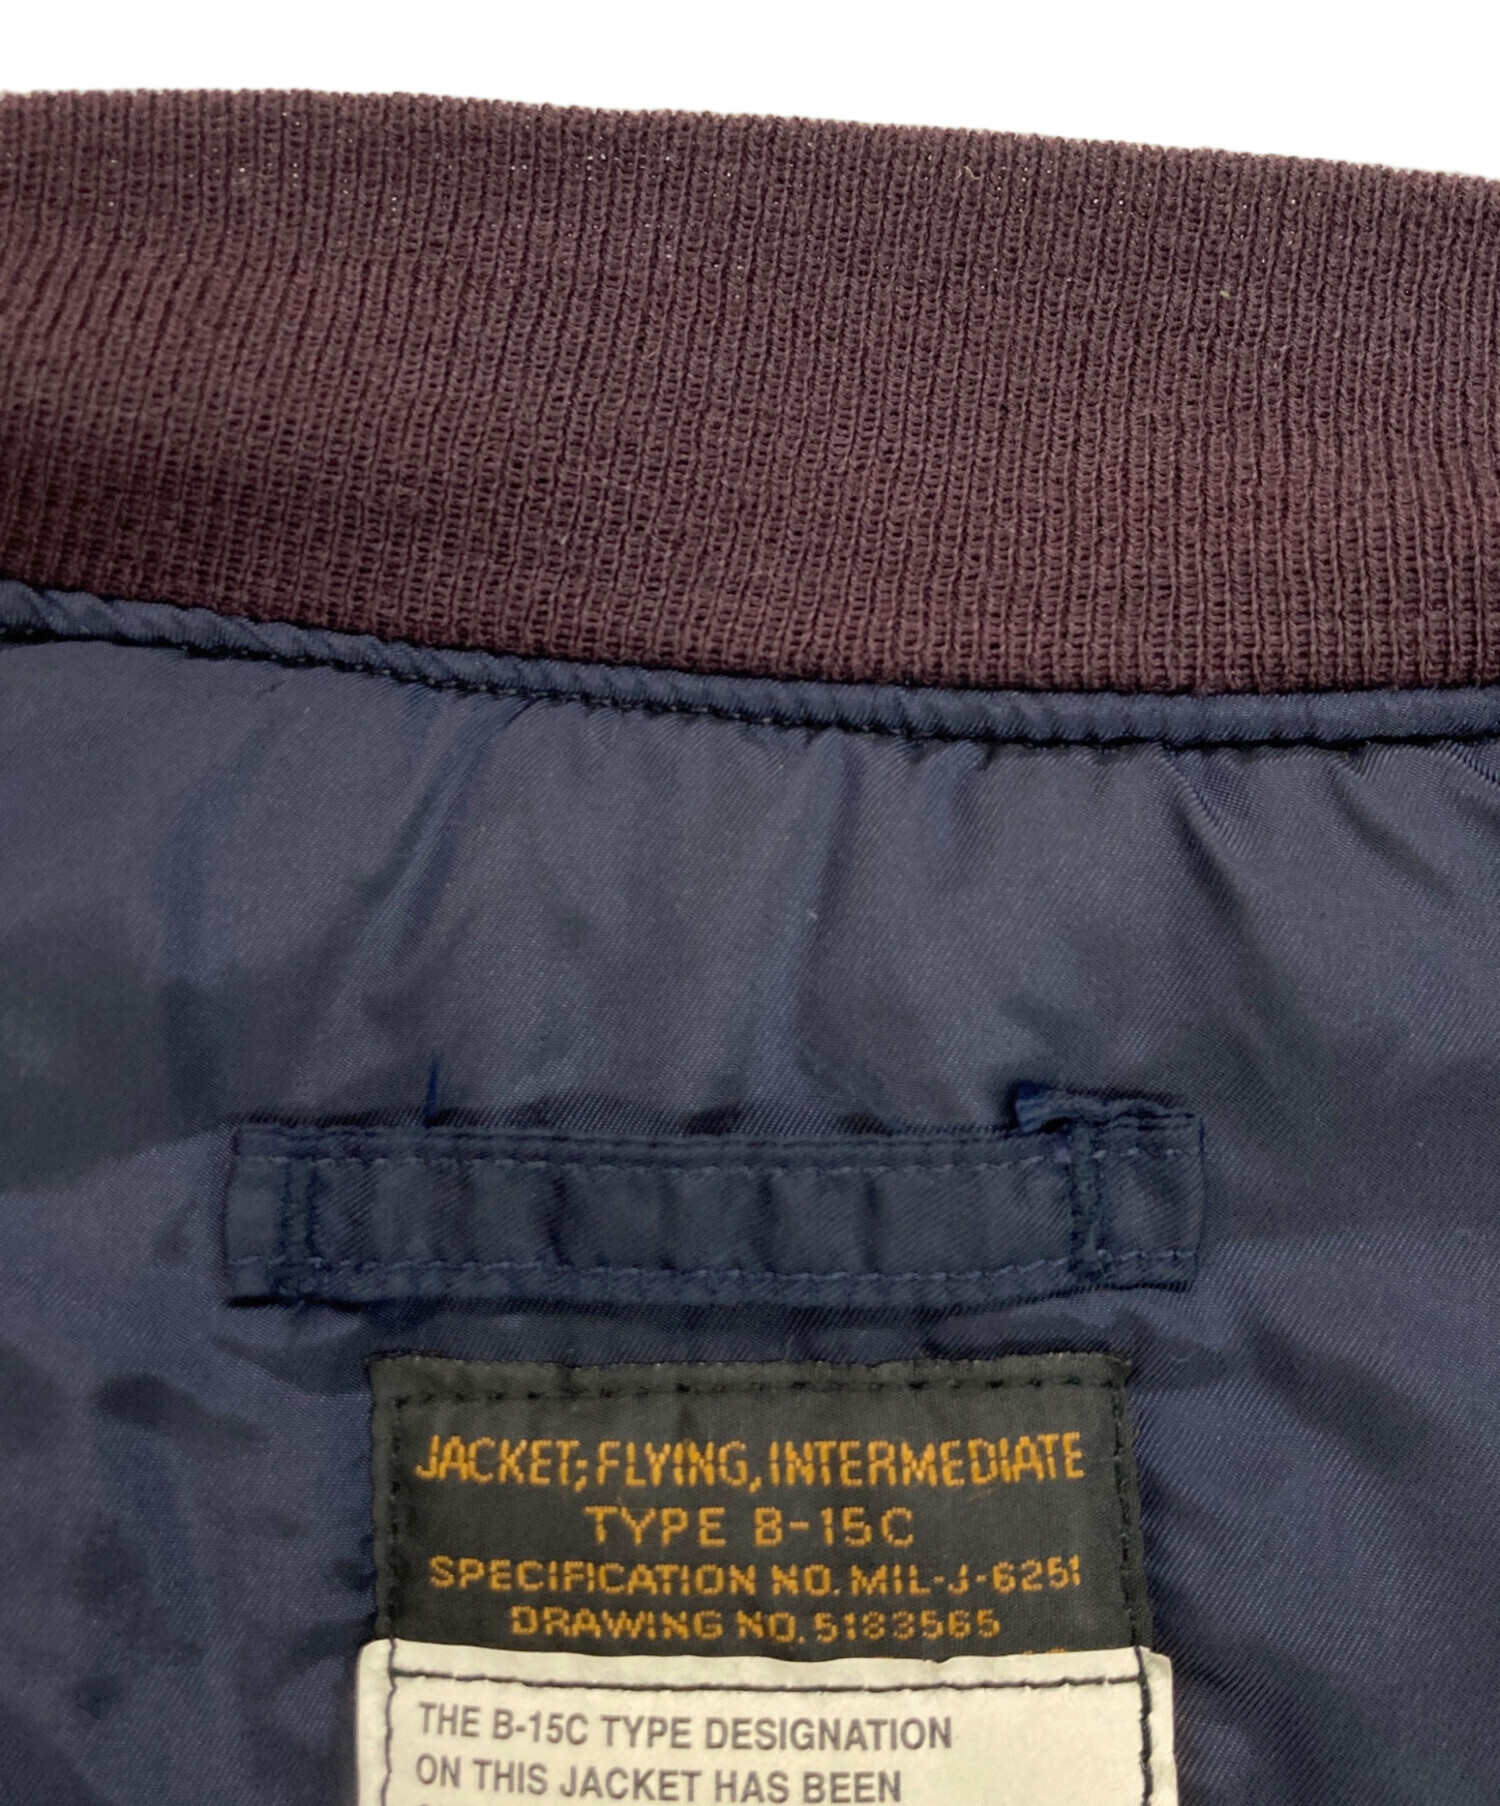 JACKET; FLYING, INTERMEDIATE
TYPE B-15C
SPECIFICATION NO. MIL-J-6251
DRAWING NO. 5183565
THE B-15C TYPE DESIGNATION
ON THIS JACKET HAS BEEN